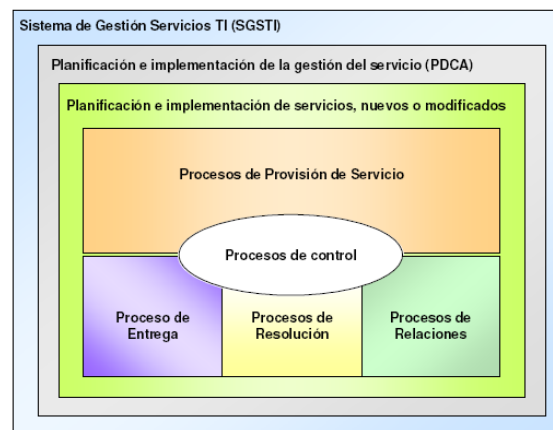 Sistema de Gestión Servicios TI (SGSTI)
Planificación e implementación de la gestión del servicio (PDCA)
Planificación e implementación de servicios, nuevos o modificados
Procesos de Provisión de Servicio
Procesos de control
Proceso de
Entrega
Procesos de
Resolución
Procesos de
Relaciones